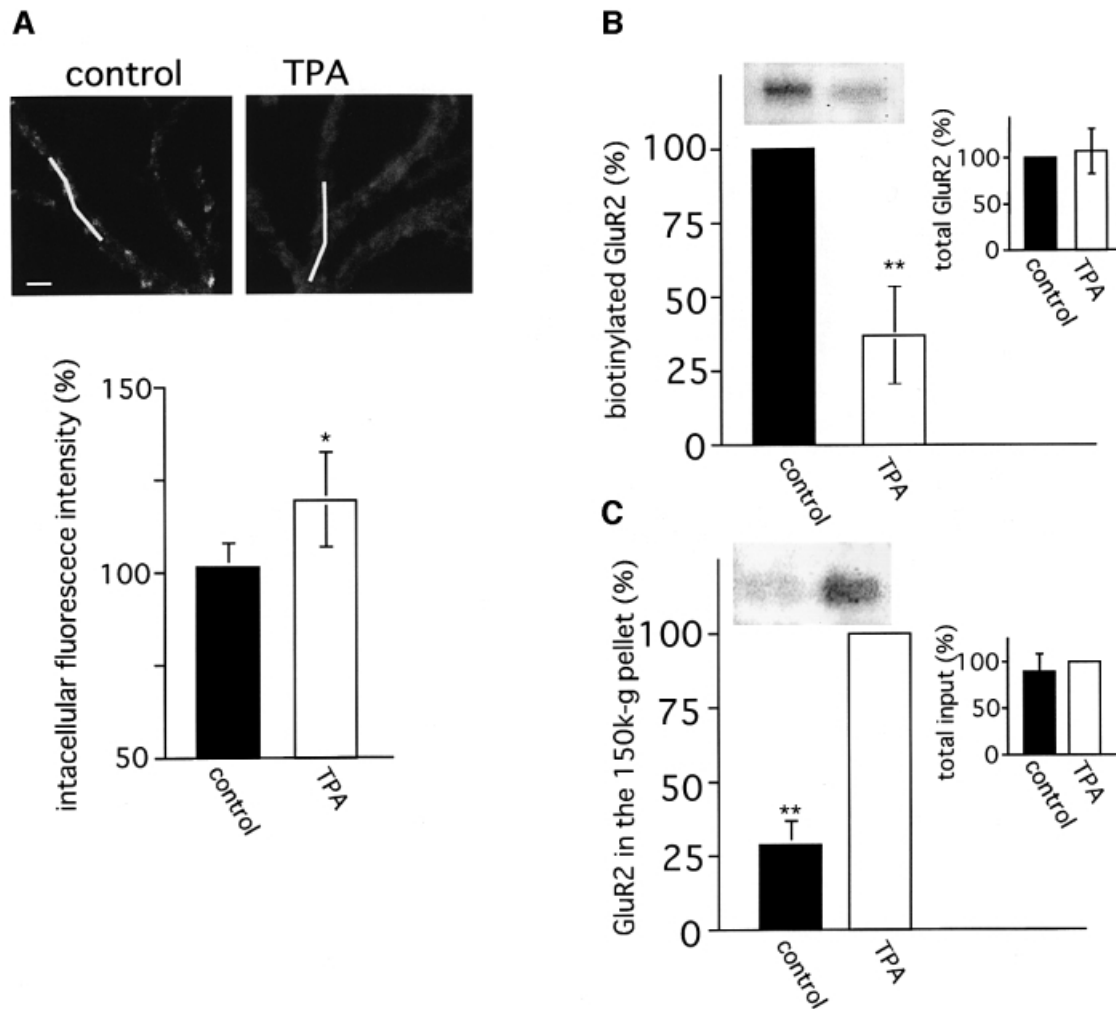 A
control
TPA
intacellular fluorescece intensity (%)
150
100
50
*
control
TPA
B
biotinylated GluR2 (%)
100
75
50
25
0
**
control
TPA
total GluR2 (%)
100
50
0
control
TPA
C
GluR2 in the 150k-g pellet (%)
100
75
50
25
0
**
control
TPA
total input (%)
100
50
0
control
TPA